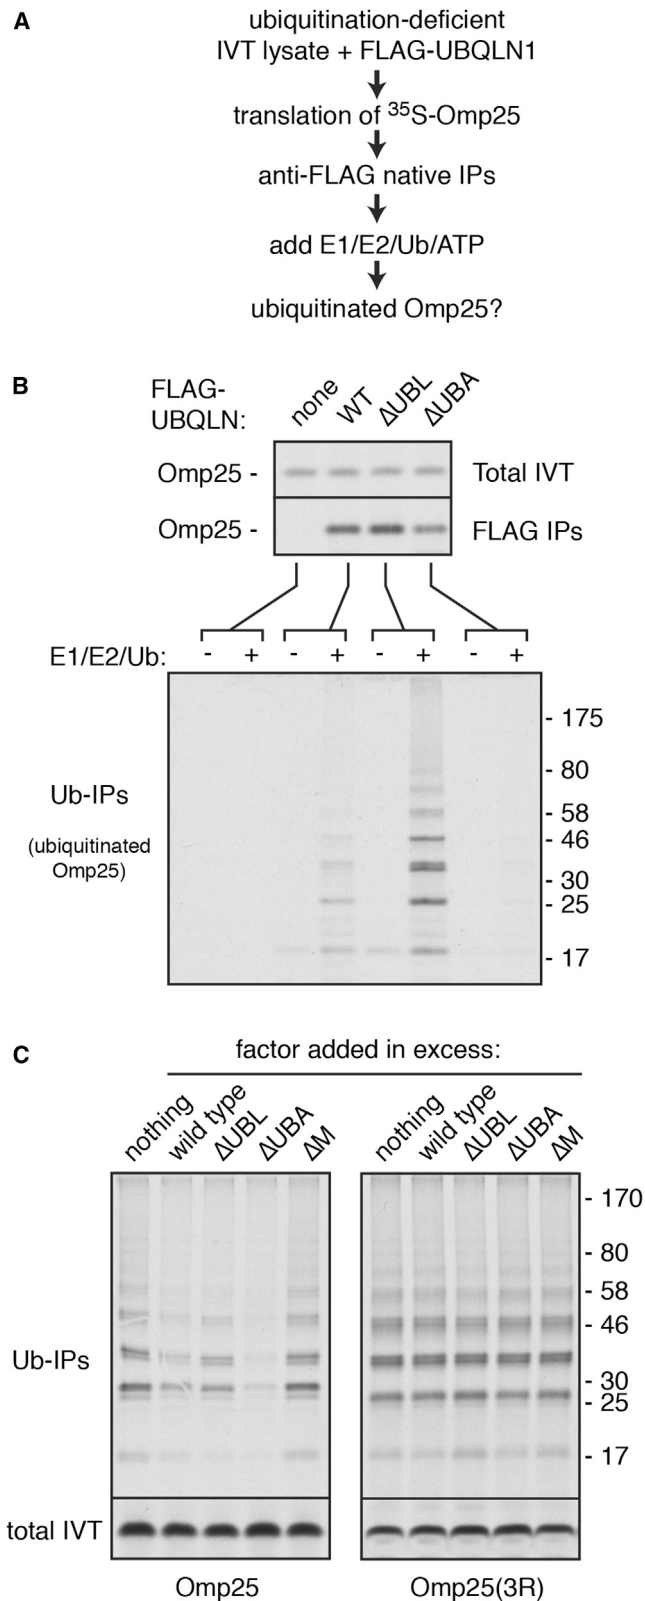 A
ubiquitination-deficient
IVT lysate + FLAG-UBQLN1
translation of ³⁵S-Omp25
anti-FLAG native IPs
add E1/E2/Ub/ATP
ubiquitinated Omp25?
B
FLAG-
UBQLN:
none WT ΔUBL ΔUBA
Omp25 - Total IVT
Omp25 - FLAG IPs
E1/E2/Ub: - + - + - + - +
- 175
- 80
Ub-IPs
- 58
(ubiquitinated
Omp25)
- 46
- 30
- 25
- 17
C
factor added in excess:
nothing wild type ΔUBL ΔUBA ΔM nothing wild type ΔUBL ΔUBA ΔM
- 170
- 80
- 58
- 46
Ub-IPs
- 30
- 25
- 17
total IVT
Omp25 Omp25(3R)